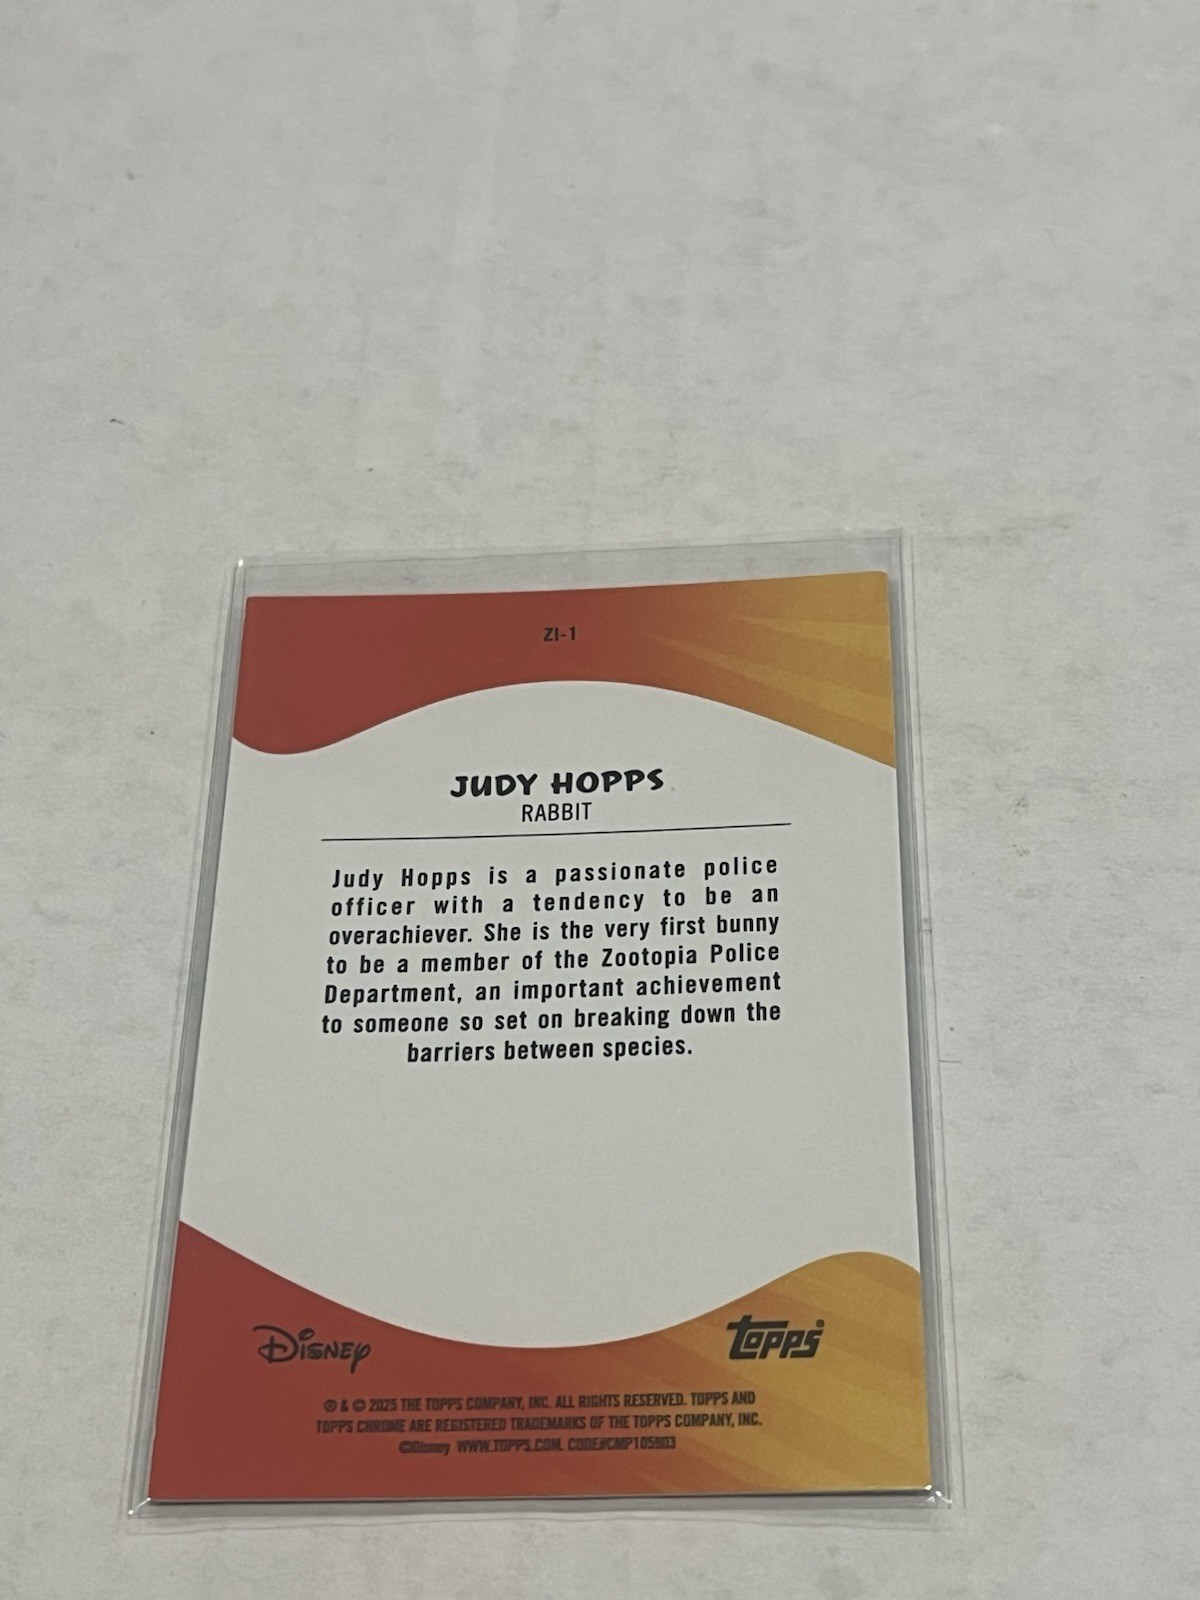 ZI-1
JUDY HOPPS
RABBIT
Judy Hopps is a passionate police
officer with a tendency to be an
overachiever. She is the very first bunny
to be a member of the Zootopia Police
Department, an important achievement
to someone so set on breaking down the
barriers between species.
Disney
topps®
® & © 2025 THE TOPPS COMPANY, INC. ALL RIGHTS RESERVED. TOPPS AND
TOPPS CHROME ARE REGISTERED TRADEMARKS OF THE TOPPS COMPANY, INC.
©Disney WWW.TOPPS.COM CODE#CMP105903